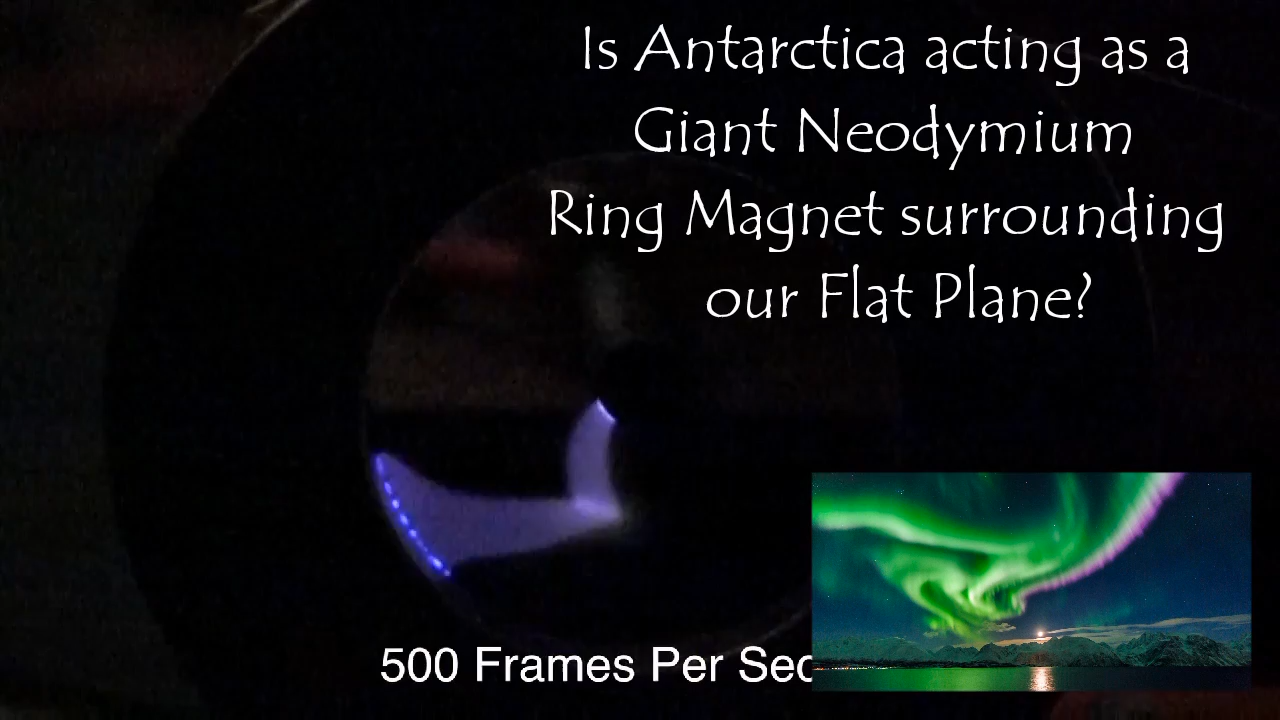 Is Antarctica acting as a
Giant Neodymium
Ring Magnet surrounding
our Flat Plane?
500 Frames Per Sec